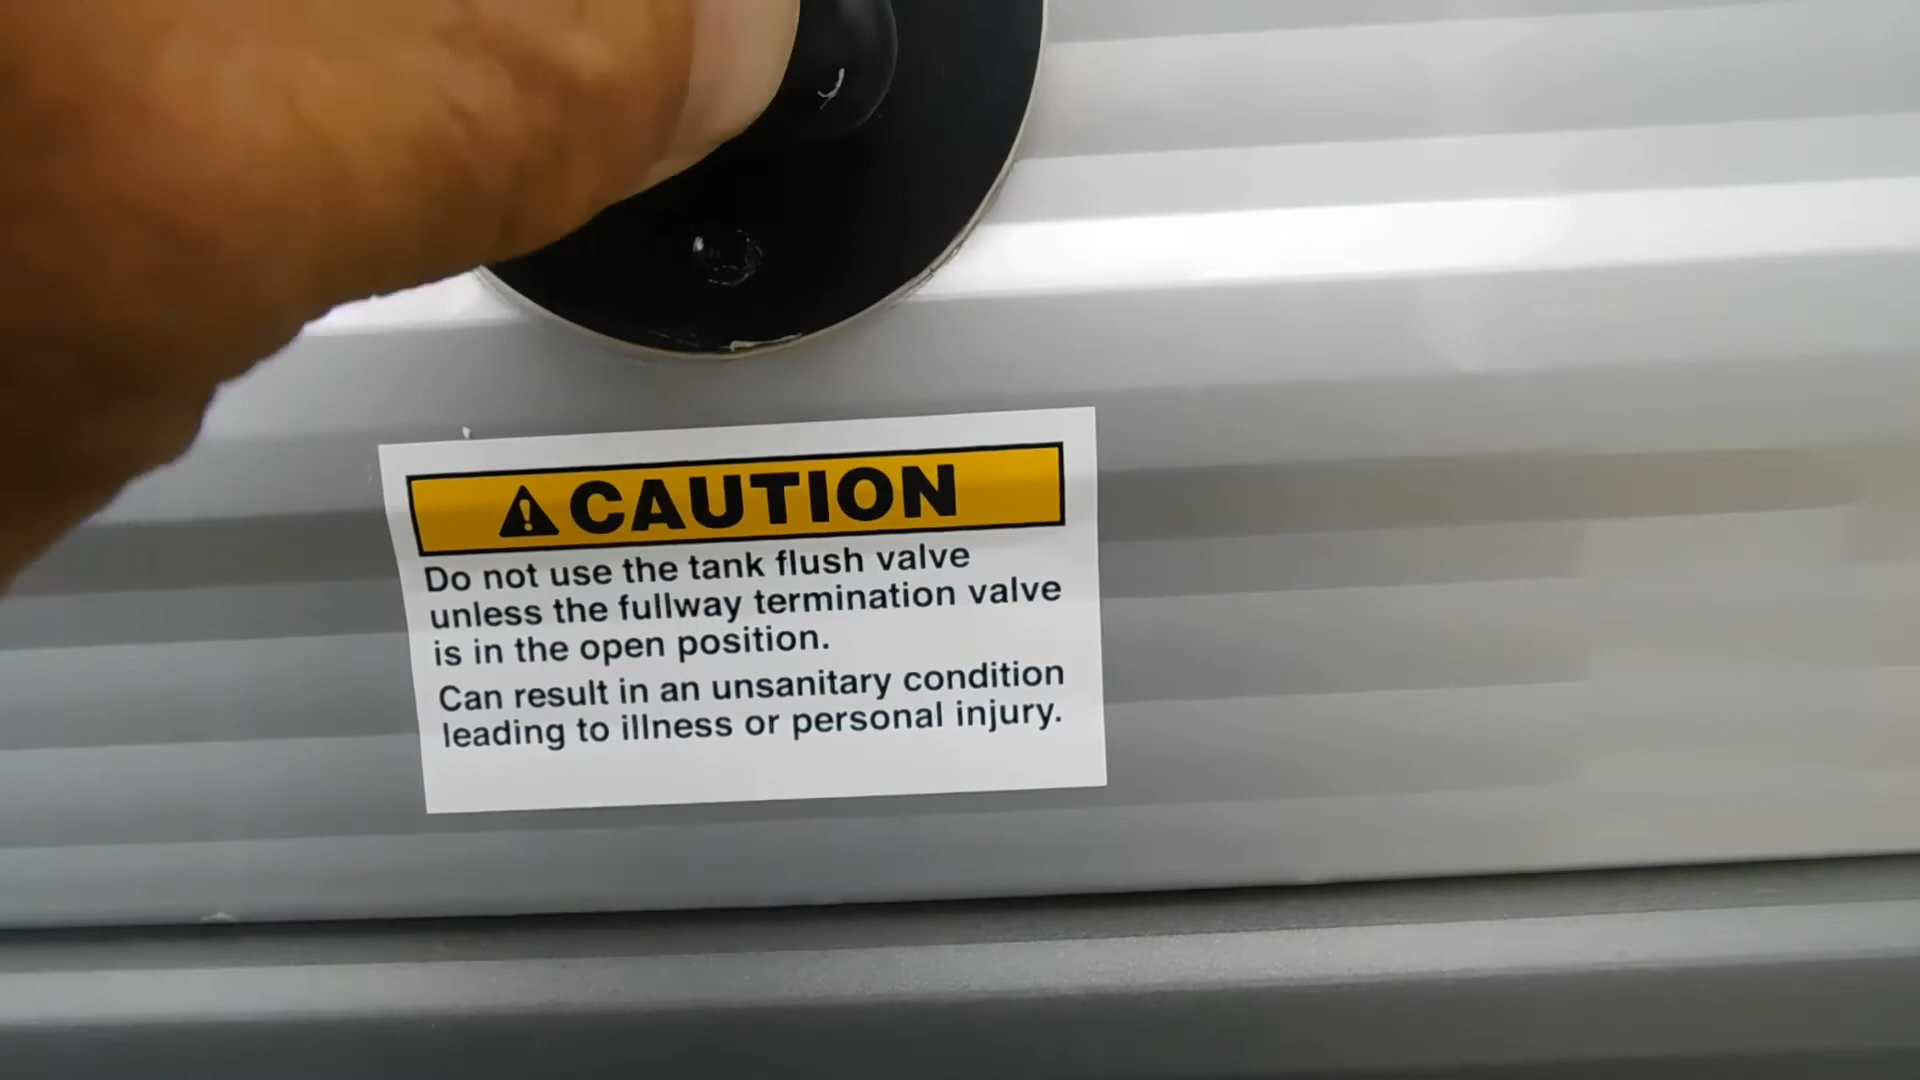 CAUTION
Do not use the tank flush valve
unless the fullway termination valve
is in the open position.
Can result in an unsanitary condition
leading to illness or personal injury.